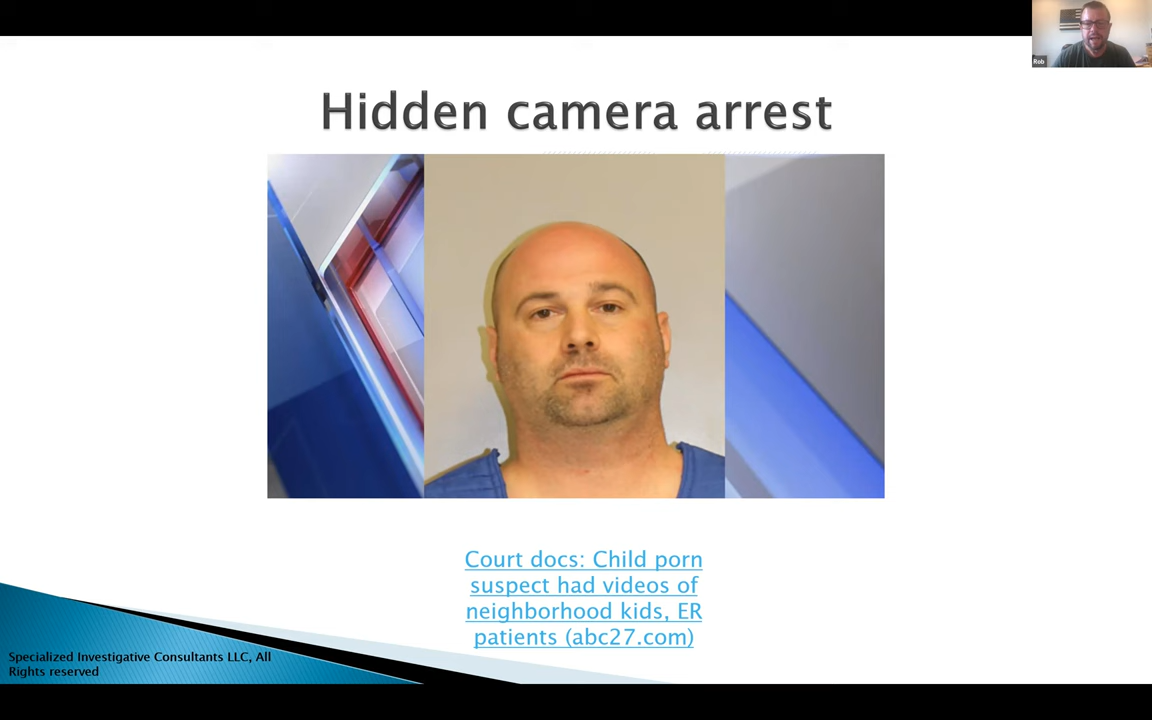 Rob
Hidden camera arrest
Court docs: Child porn
suspect had videos of
neighborhood kids, ER
patients (abc27.com)
Specialized Investigative Consultants LLC, All
Rights reserved